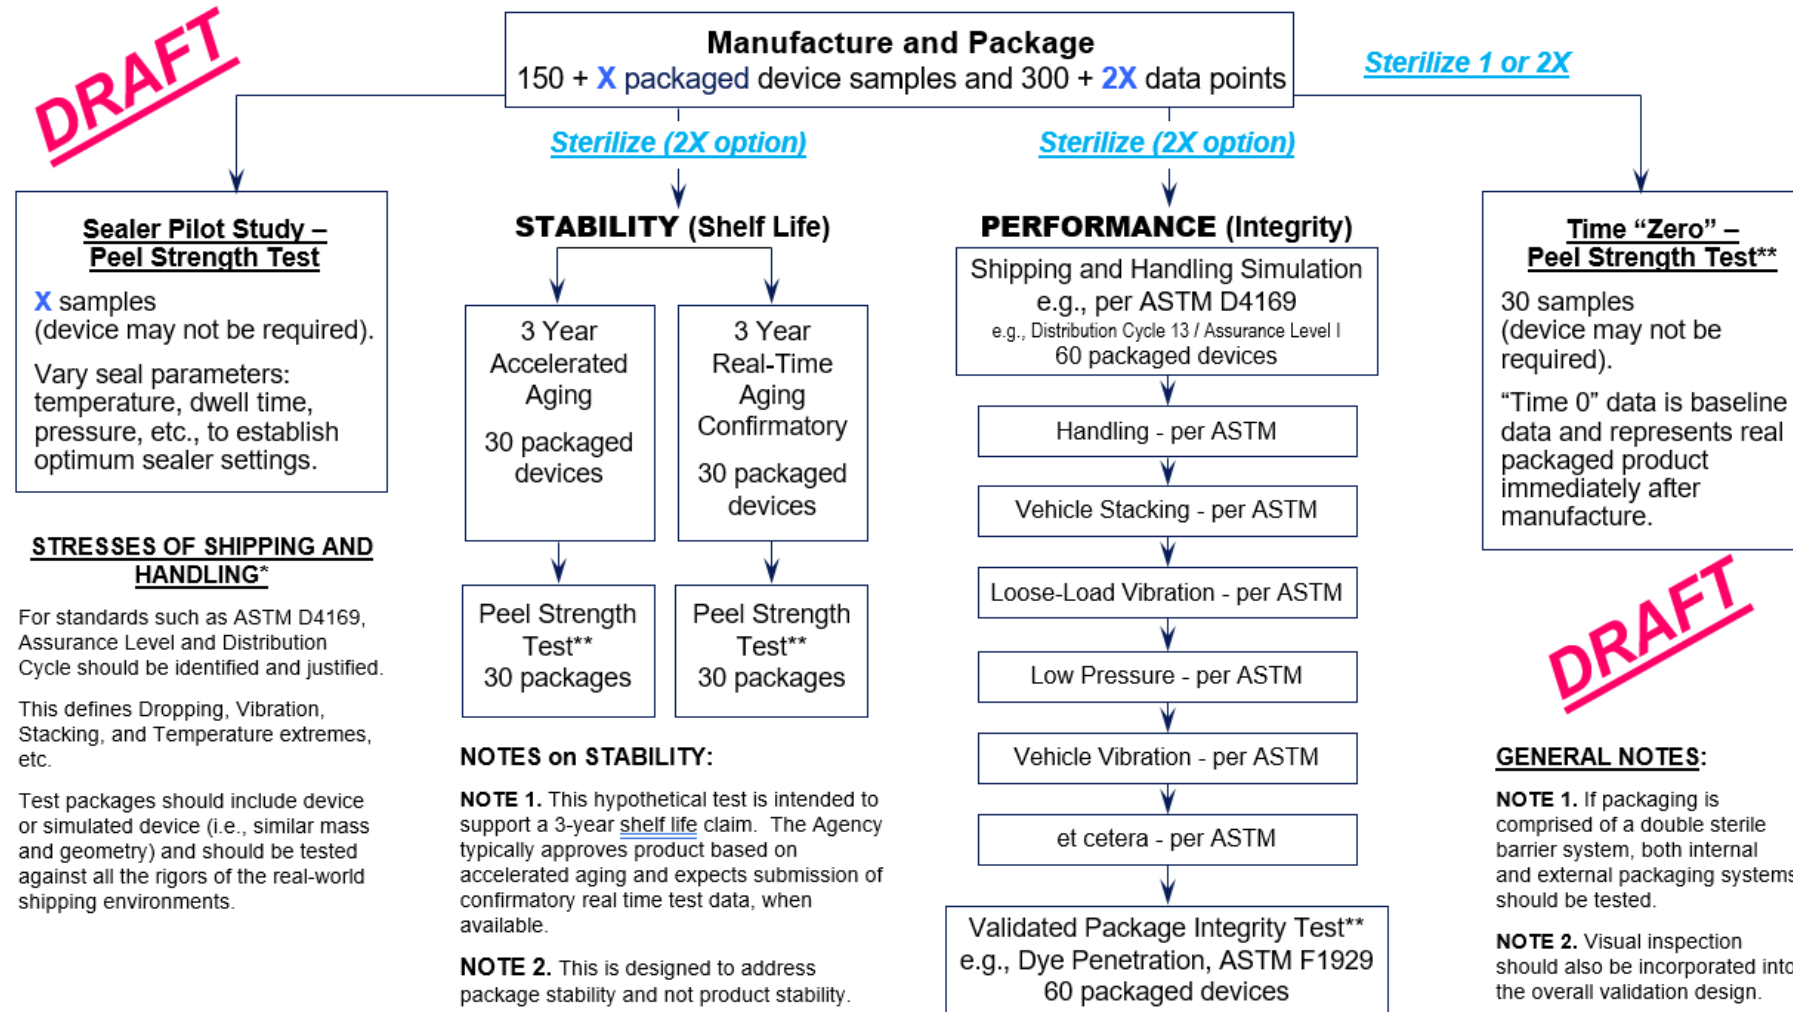 DRAFT
Manufacture and Package
150 + X packaged device samples and 300 + 2X data points
Sterilize 1 or 2X
Sterilize (2X option)
Sterilize (2X option)
Sealer Pilot Study –
Peel Strength Test
X samples
(device may not be required).
Vary seal parameters:
temperature, dwell time,
pressure, etc., to establish
optimum sealer settings.
STRESSES OF SHIPPING AND
HANDLING*
For standards such as ASTM D4169,
Assurance Level and Distribution
Cycle should be identified and justified.
This defines Dropping, Vibration,
Stacking, and Temperature extremes,
etc.
Test packages should include device
or simulated device (i.e., similar mass
and geometry) and should be tested
against all the rigors of the real-world
shipping environments.
STABILITY (Shelf Life)
3 Year
Accelerated
Aging
30 packaged
devices
3 Year
Real-Time
Aging
Confirmatory
30 packaged
devices
Peel Strength
Test**
30 packages
Peel Strength
Test**
30 packages
NOTES on STABILITY:
NOTE 1. This hypothetical test is intended to
support a 3-year shelf life claim. The Agency
typically approves product based on
accelerated aging and expects submission of
confirmatory real time test data, when
available.
NOTE 2. This is designed to address
package stability and not product stability.
PERFORMANCE (Integrity)
Shipping and Handling Simulation
e.g., per ASTM D4169
e.g., Distribution Cycle 13 / Assurance Level I
60 packaged devices
Handling - per ASTM
Vehicle Stacking - per ASTM
Loose-Load Vibration - per ASTM
Low Pressure - per ASTM
Vehicle Vibration - per ASTM
et cetera - per ASTM
Validated Package Integrity Test**
e.g., Dye Penetration, ASTM F1929
60 packaged devices
Time “Zero” –
Peel Strength Test**
30 samples
(device may not be
required).
“Time 0” data is baseline
data and represents real
packaged product
immediately after
manufacture.
DRAFT
GENERAL NOTES:
NOTE 1. If packaging is
comprised of a double sterile
barrier system, both internal
and external packaging systems
should be tested.
NOTE 2. Visual inspection
should also be incorporated into
the overall validation design.